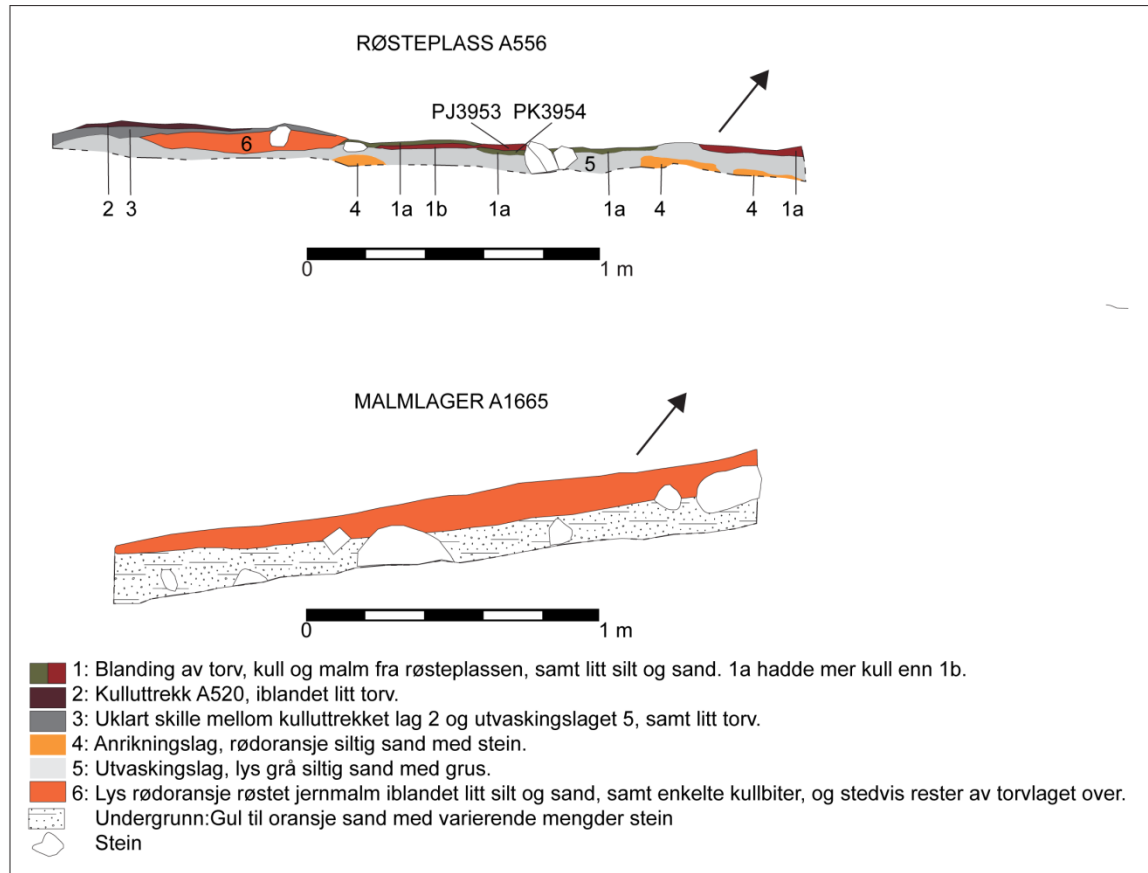 RØSTEPLASS A556
PJ3953 PK3954
6
5
2 3 4 1a 1b 1a 1a 4 4 1a
0 1 m
MALMLAGER A1665
0 1 m
1: Blanding av torv, kull og malm fra røsteplassen, samt litt silt og sand. 1a hadde mer kull enn 1b.
2: Kulluttrekk A520, iblandet litt torv.
3: Uklart skille mellom kulluttrekket lag 2 og utvaskingslaget 5, samt litt torv.
4: Anrikningslag, rødoransje siltig sand med stein.
5: Utvaskingslag, lys grå siltig sand med grus.
6: Lys rødoransje røstet jernmalm iblandet litt silt og sand, samt enkelte kullbiter, og stedvis rester av torvlaget over.
Undergrunn:Gul til oransje sand med varierende mengder stein
Stein